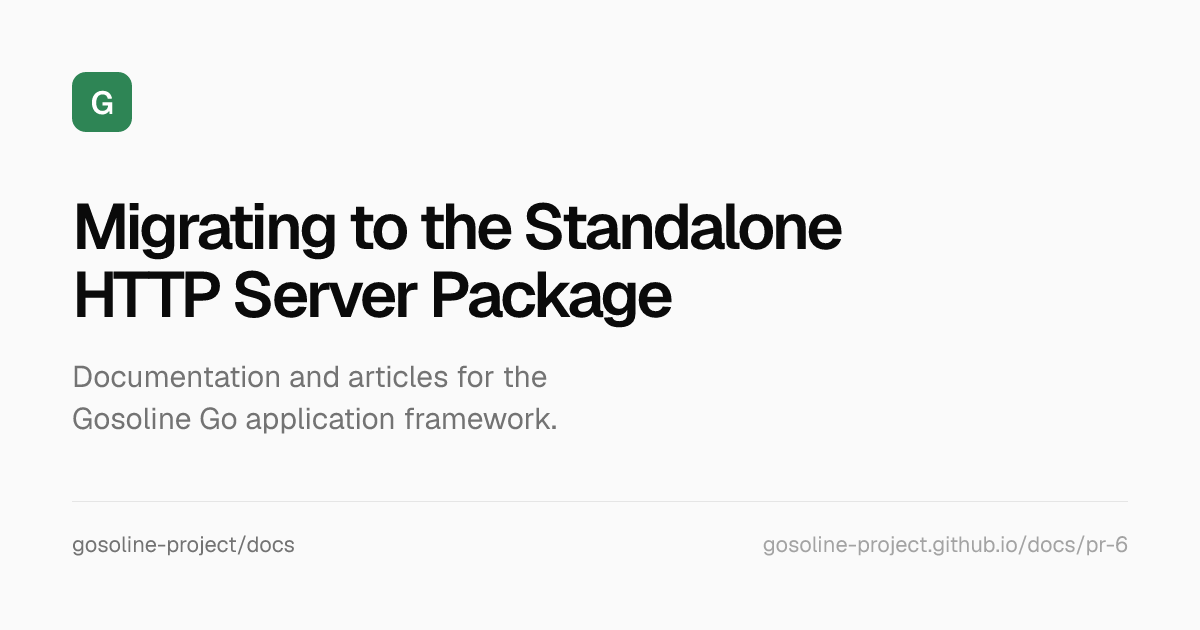 G
Migrating to the Standalone
HTTP Server Package
Documentation and articles for the
Gosoline Go application framework.
gosoline-project/docs
gosoline-project.github.io/docs/pr-6